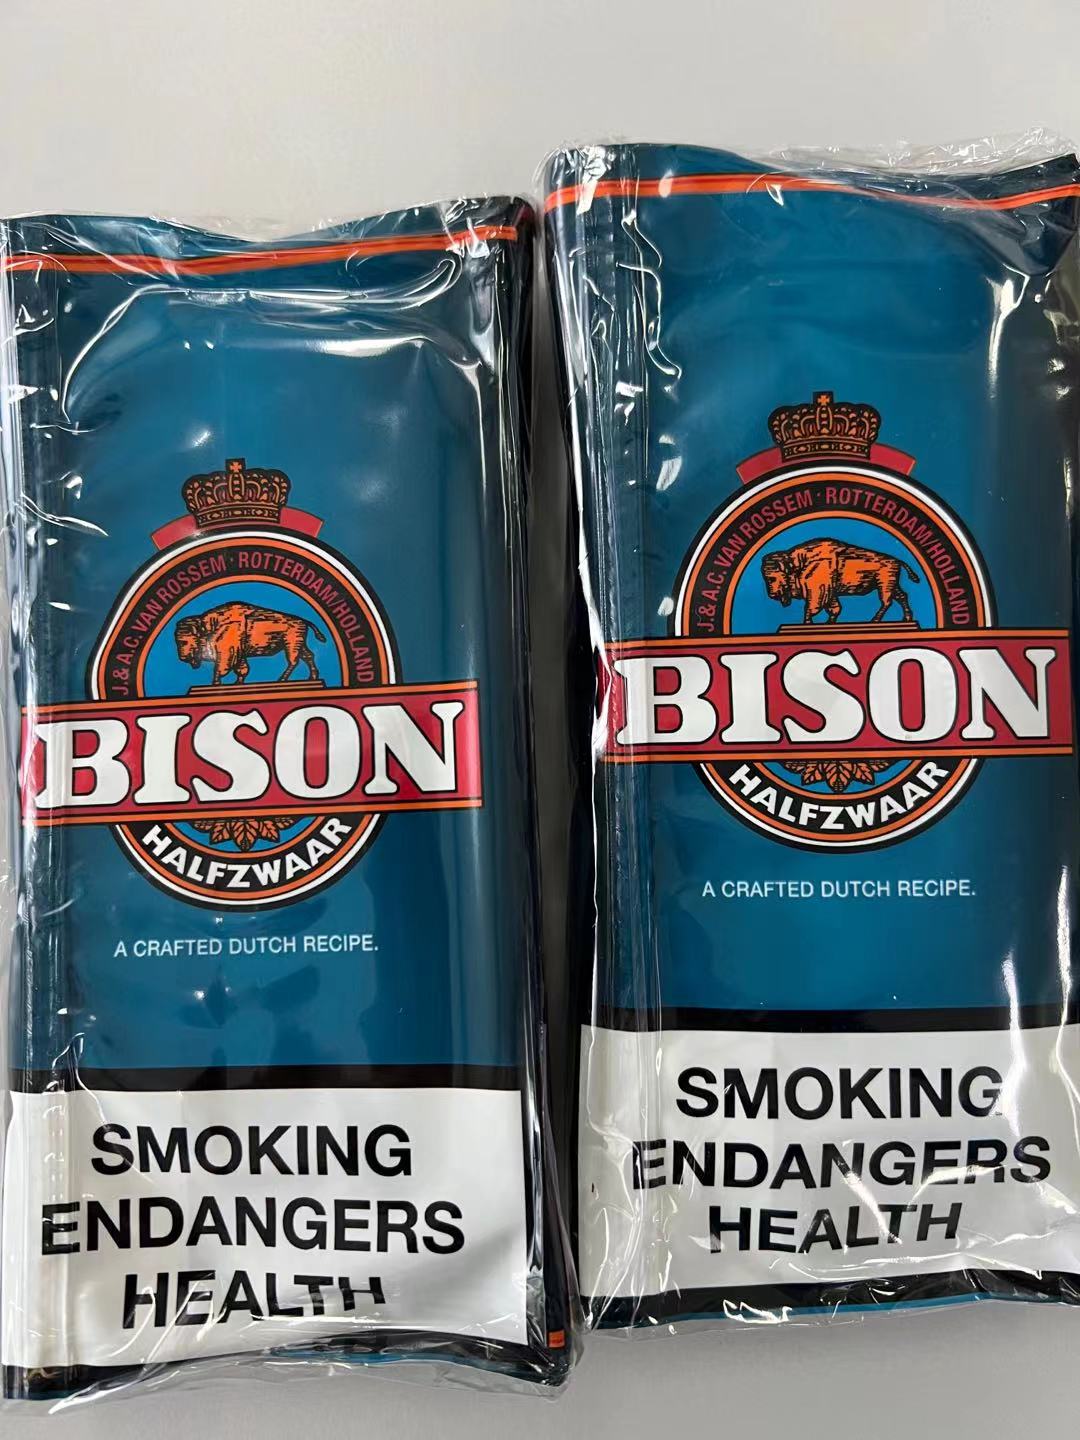 J.& A.C. VAN ROSSEM · ROTTERDAM/HOLLAND
BISON
HALFZWAAR
A CRAFTED DUTCH RECIPE.
SMOKING
ENDANGERS
HEALTH
J.& A.C. VAN ROSSEM · ROTTERDAM/HOLLAND
BISON
HALFZWAAR
A CRAFTED DUTCH RECIPE.
SMOKING
ENDANGERS
HEALTH